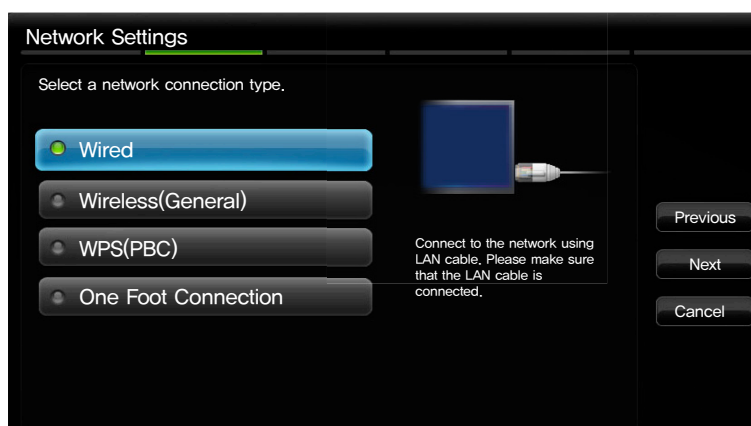 Network Settings
Select a network connection type.
Wired
Wireless(General)
WPS(PBC)
One Foot Connection
Connect to the network using
LAN cable. Please make sure
that the LAN cable is
connected.
Previous
Next
Cancel